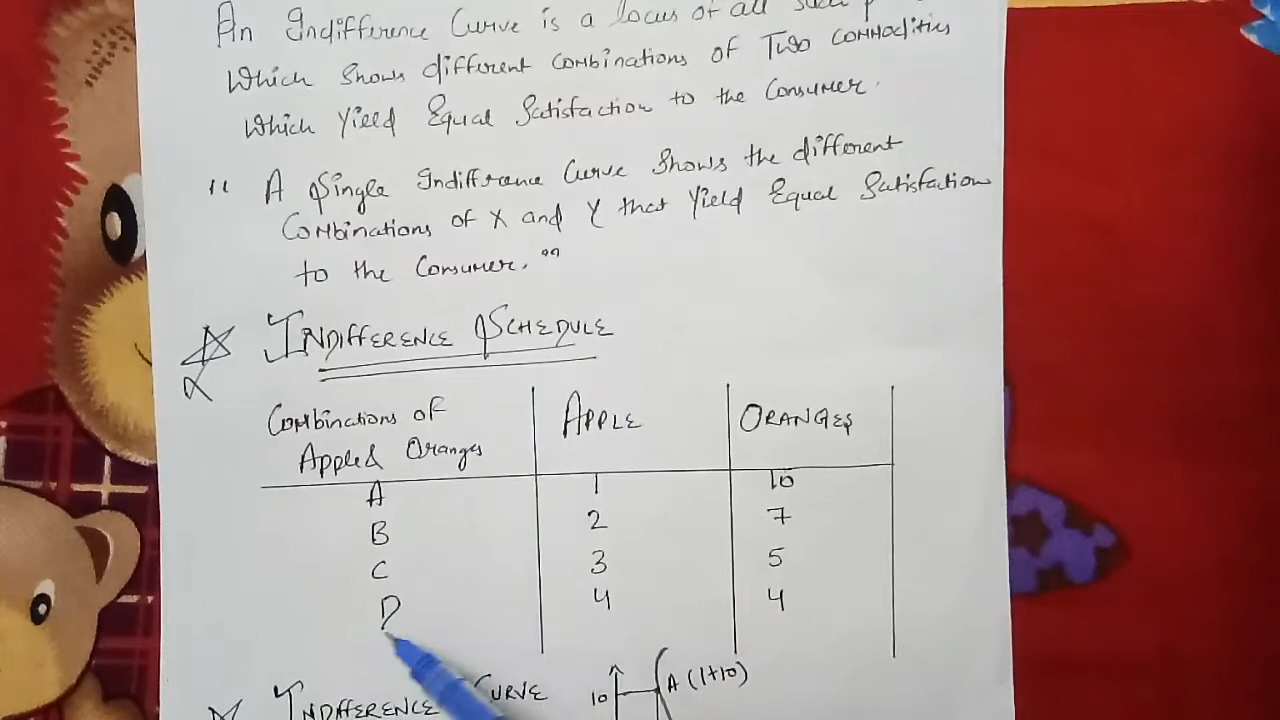 An Indifference Curve is a locus of all such
Which Shows different Combinations of Two Commodities
Which Yield Equal Satisfaction to the Consumer.
" A Single Indiffrance Curve Shows the different
Combinations of X and Y that Yield Equal Satisfaction
to the Consumer. "
INDIFFERENCE SCHEDULE
Combinations of Apple & Oranges APPLE ORANGES
A 1 10
B 2 7
C 3 5
D 4 4
INDIFFERENCE CURVE
10 A (1+10)